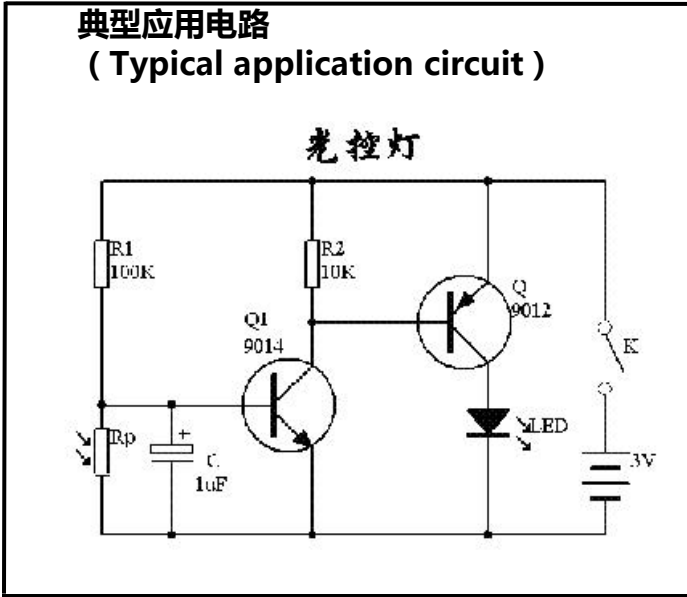 典型应用电路
（Typical application circuit）
光控灯
R1
100K
R2
10K
Q1
9014
Q
9012
K
Rp
+
C
1uF
LED
3V